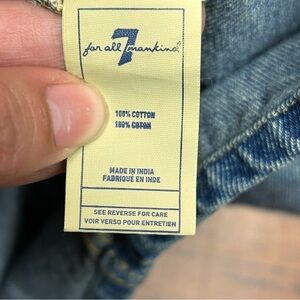 7
for all mankind
100% COTTON
100% COTON
MADE IN INDIA
FABRIQUÉ EN INDE
SEE REVERSE FOR CARE
VOIR VERSO POUR ENTRETIEN